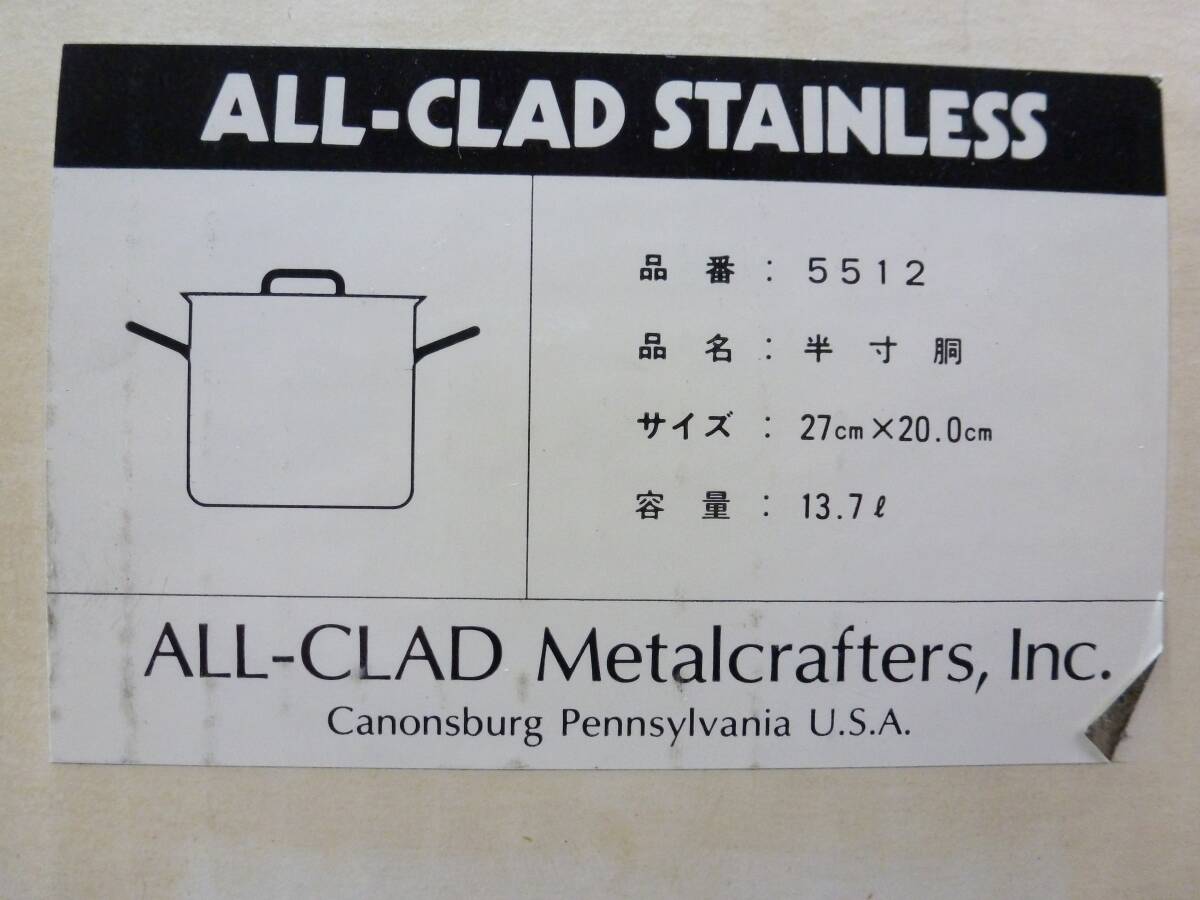 ALL-CLAD STAINLESS
品番：5512
品名：半寸胴
サイズ：27cm×20.0cm
容量：13.7ℓ
ALL-CLAD Metalcrafters, Inc.
Canonsburg Pennsylvania U.S.A.